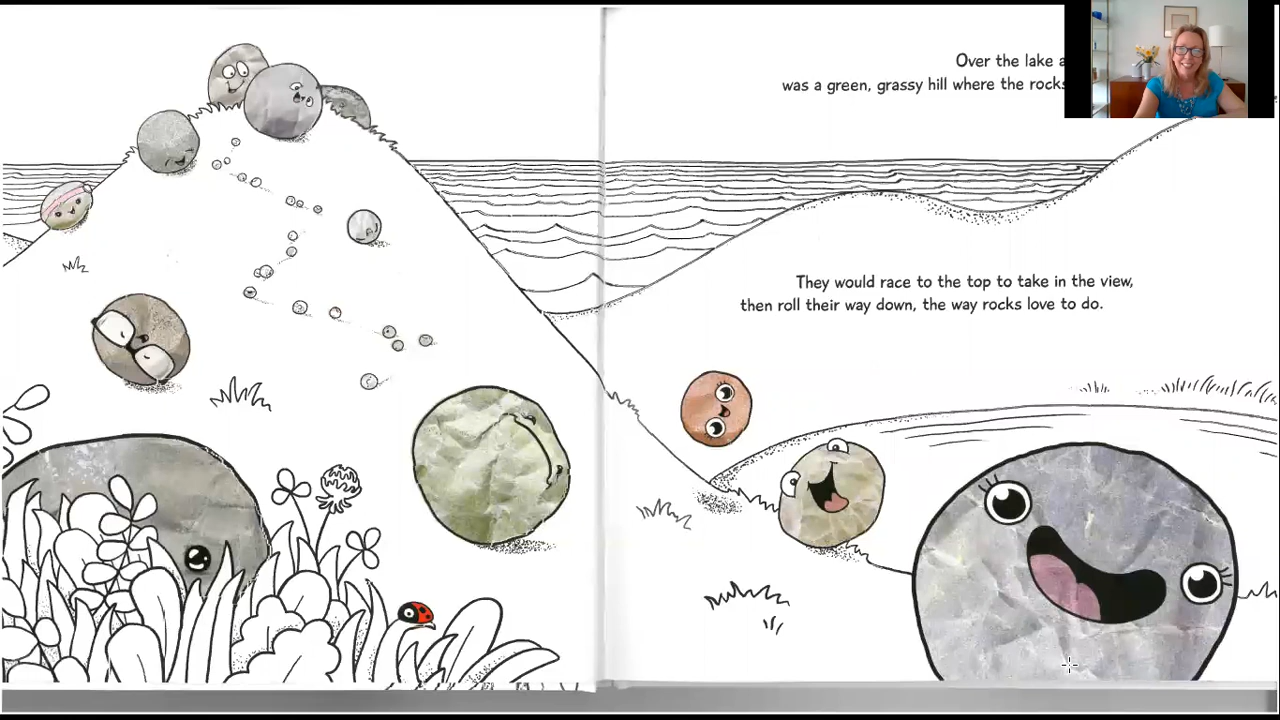 Over the lake
was a green, grassy hill where the rocks
They would race to the top to take in the view,
then roll their way down, the way rocks love to do.